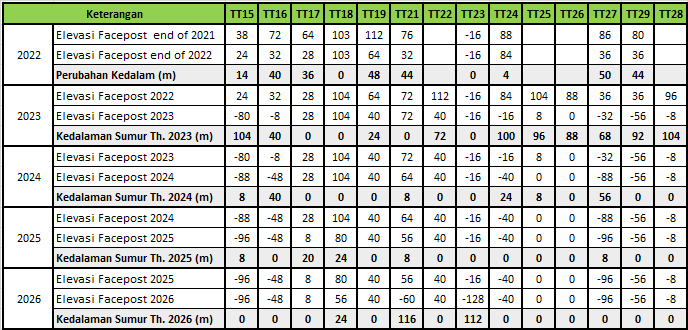 Keterangan TT15 TT16 TT17 TT18 TT19 TT21 TT22 TT23 TT24 TT25 TT26 TT27 TT29 TT28
2022
Elevasi Facepost end of 2021 38 72 64 103 112 76 -16 88 86 80
Elevasi Facepost end of 2022 24 32 28 103 64 32 -16 84 36 36
Perubahan Kedalam (m) 14 40 36 0 48 44 0 4 50 44
2023
Elevasi Facepost 2022 24 32 28 104 64 72 112 -16 84 104 88 36 36 96
Elevasi Facepost 2023 -80 -8 28 104 40 72 40 -16 -16 8 0 -32 -56 -8
Kedalaman Sumur Th. 2023 (m) 104 40 0 0 24 0 72 0 100 96 88 68 92 104
2024
Elevasi Facepost 2023 -80 -8 28 104 40 72 40 -16 -16 8 0 -32 -56 -8
Elevasi Facepost 2024 -88 -48 28 104 40 64 40 -16 -40 0 0 -88 -56 -8
Kedalaman Sumur Th. 2024 (m) 8 40 0 0 0 8 0 0 24 8 0 56 0 0
2025
Elevasi Facepost 2024 -88 -48 28 104 40 64 40 -16 -40 0 0 -88 -56 -8
Elevasi Facepost 2025 -96 -48 8 80 40 56 40 -16 -40 0 0 -96 -56 -8
Kedalaman Sumur Th. 2025 (m) 8 0 20 24 0 8 0 0 0 0 0 8 0 0
2026
Elevasi Facepost 2025 -96 -48 8 80 40 56 40 -16 -40 0 0 -96 -56 -8
Elevasi Facepost 2026 -96 -48 8 56 40 -60 40 -128 -40 0 0 -96 -56 -8
Kedalaman Sumur Th. 2026 (m) 0 0 0 24 0 116 0 112 0 0 0 0 0 0